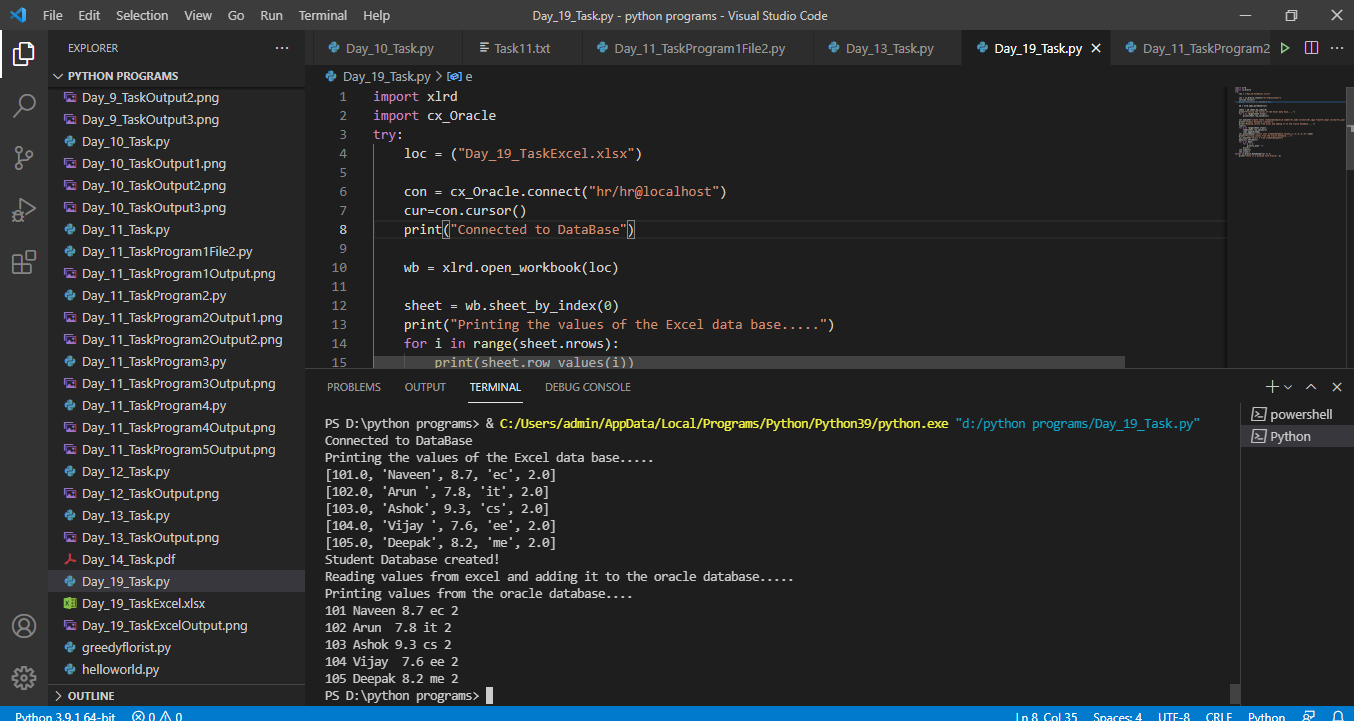 File Edit Selection View Go Run Terminal Help Day_19_Task.py - python programs - Visual Studio Code
EXPLORER
PYTHON PROGRAMS
Day_9_TaskOutput2.png
Day_9_TaskOutput3.png
Day_10_Task.py
Day_10_TaskOutput1.png
Day_10_TaskOutput2.png
Day_10_TaskOutput3.png
Day_11_Task.py
Day_11_TaskProgram1File2.py
Day_11_TaskProgram1Output.png
Day_11_TaskProgram2.py
Day_11_TaskProgram2Output1.png
Day_11_TaskProgram2Output2.png
Day_11_TaskProgram3.py
Day_11_TaskProgram3Output.png
Day_11_TaskProgram4.py
Day_11_TaskProgram4Output.png
Day_11_TaskProgram5Output.png
Day_12_Task.py
Day_12_TaskOutput.png
Day_13_Task.py
Day_13_TaskOutput.png
Day_14_Task.pdf
Day_19_Task.py
Day_19_TaskExcel.xlsx
Day_19_TaskExcelOutput.png
greedyflorist.py
helloworld.py
OUTLINE
Day_10_Task.py Task11.txt Day_11_TaskProgram1File2.py Day_13_Task.py Day_19_Task.py Day_11_TaskProgram2
Day_19_Task.py > e
1 import xlrd
2 import cx_Oracle
3 try:
4 loc = ("Day_19_TaskExcel.xlsx")
5
6 con = cx_Oracle.connect("hr/hr@localhost")
7 cur=con.cursor()
8 print("Connected to DataBase")
9
10 wb = xlrd.open_workbook(loc)
11
12 sheet = wb.sheet_by_index(0)
13 print("Printing the values of the Excel data base.....")
14 for i in range(sheet.nrows):
15 print(sheet.row_values(i))
PROBLEMS OUTPUT TERMINAL DEBUG CONSOLE
PS D:\python programs> & C:/Users/admin/AppData/Local/Programs/Python/Python39/python.exe "d:/python programs/Day_19_Task.py"
Connected to DataBase
Printing the values of the Excel data base.....
[101.0, 'Naveen', 8.7, 'ec', 2.0]
[102.0, 'Arun ', 7.8, 'it', 2.0]
[103.0, 'Ashok', 9.3, 'cs', 2.0]
[104.0, 'Vijay ', 7.6, 'ee', 2.0]
[105.0, 'Deepak', 8.2, 'me', 2.0]
Student Database created!
Reading values from excel and adding it to the oracle database.....
Printing values from the oracle database....
101 Naveen 8.7 ec 2
102 Arun  7.8 it 2
103 Ashok 9.3 cs 2
104 Vijay  7.6 ee 2
105 Deepak 8.2 me 2
PS D:\python programs>
powershell
Python
Python 3.9.1 64-bit 0 0 Ln 8, Col 35 Spaces: 4 UTF-8 CRLF Python